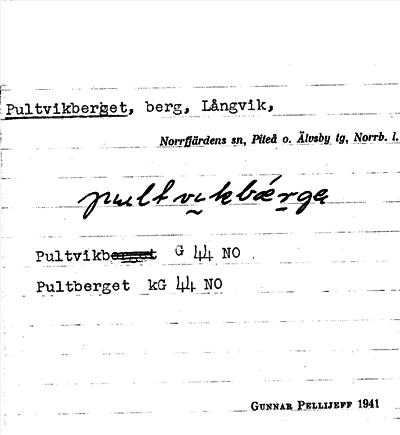 Pultvikberget, berg, Långvik,
Norrfjärdens sn, Piteå o. Älvsby tg, Norrb. l.
pultvikbǽrga
Pultvikberget G 44 NO
Pultberget kG 44 NO
GUNNAR PELLIJEFF 1941